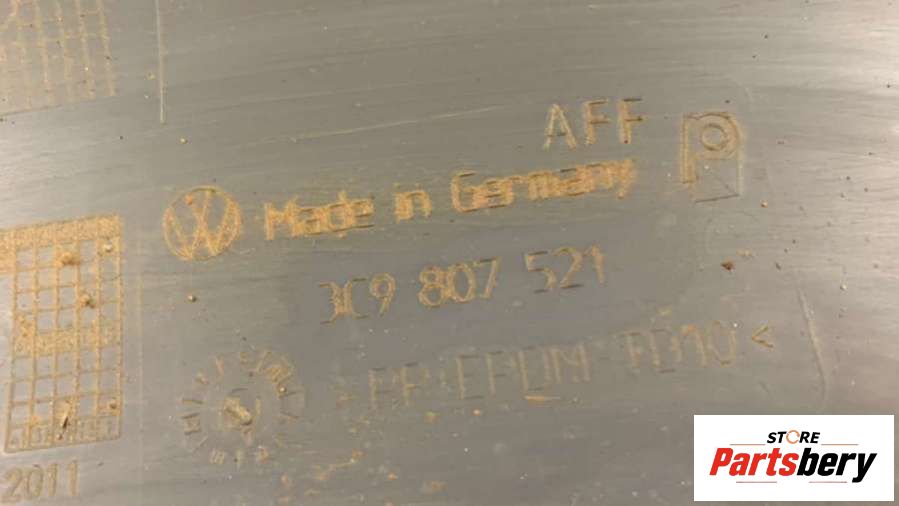 AFF
Made in Germany
3C9 807 521
>PP+EPDM-TD10<
2011
STORE
Partsbery